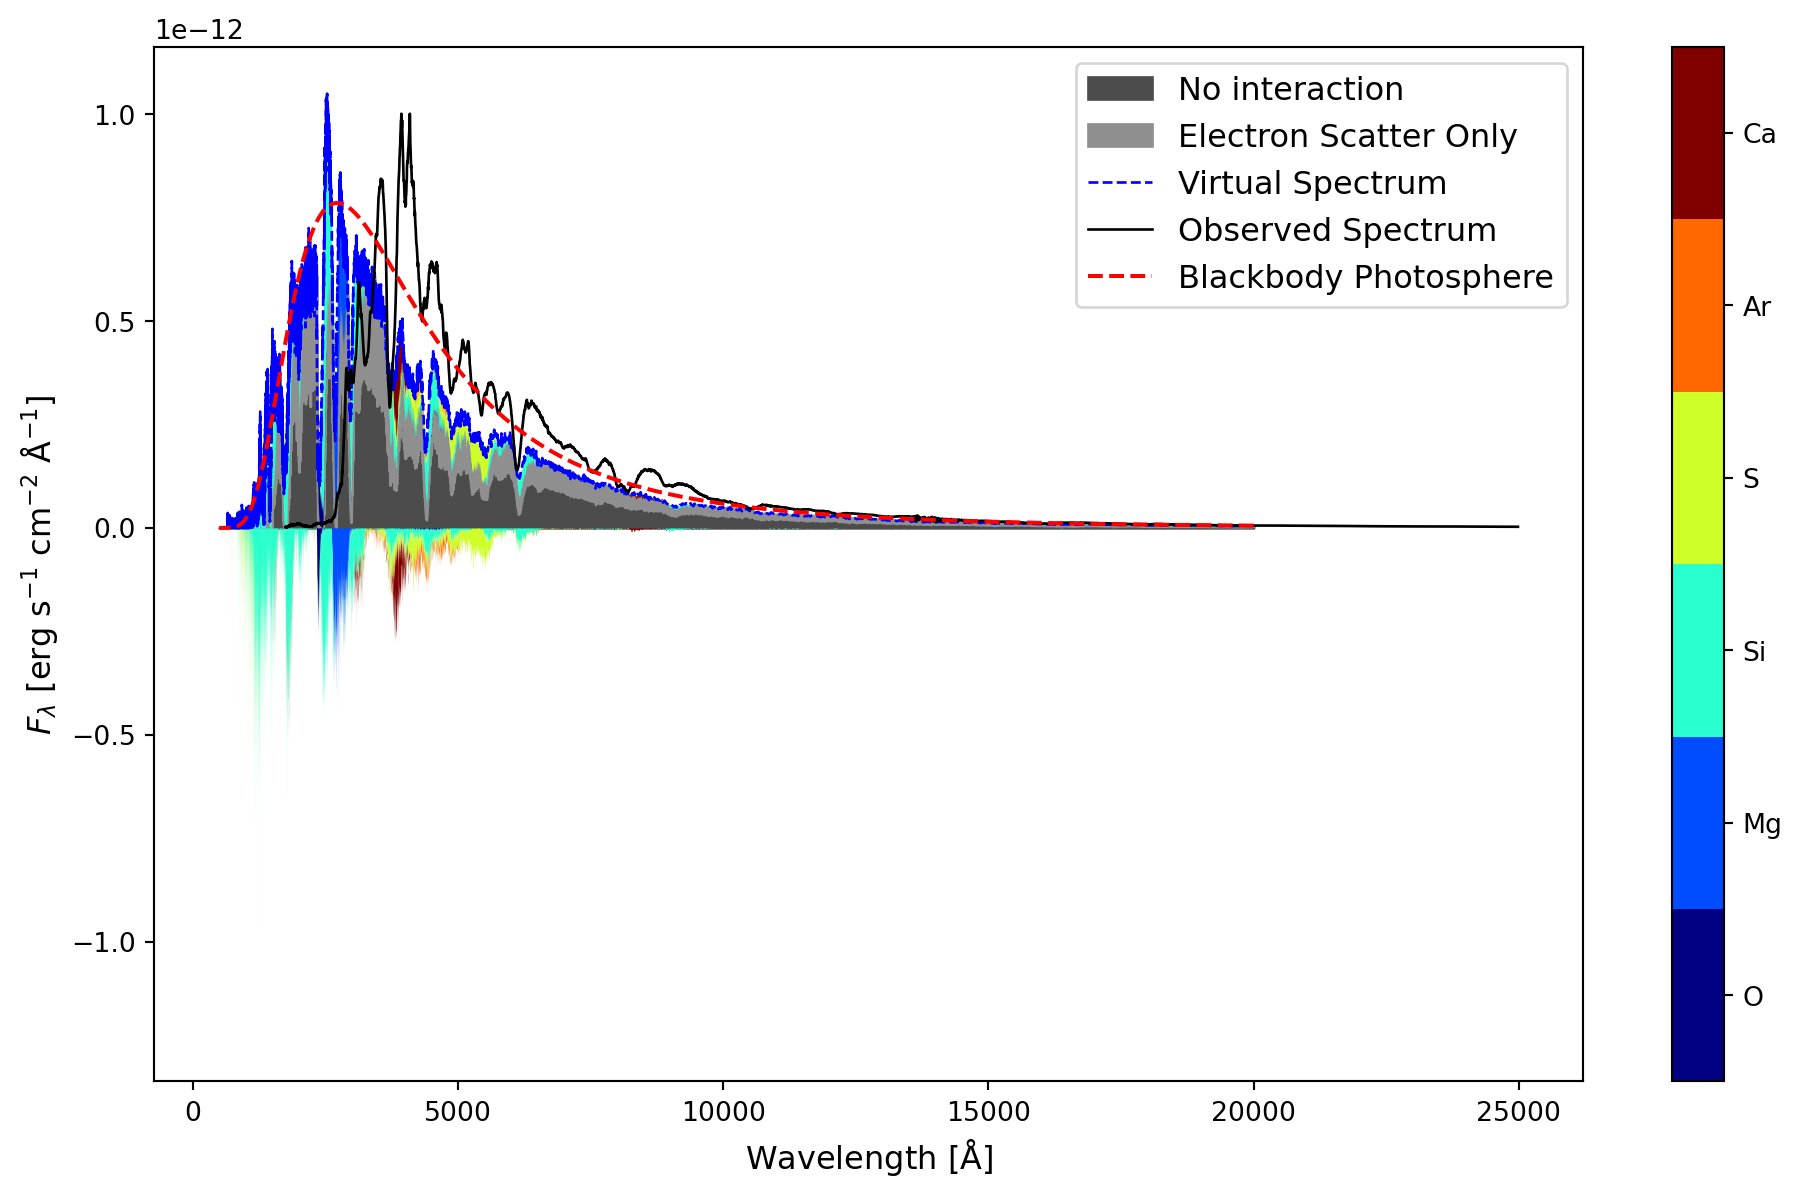 1e−12
1.0
0.5
0.0
−0.5
−1.0
F_λ [erg s⁻¹ cm⁻² Å⁻¹]
0
5000
10000
15000
20000
25000
Wavelength [Å]
No interaction
Electron Scatter Only
Virtual Spectrum
Observed Spectrum
Blackbody Photosphere
Ca
Ar
S
Si
Mg
O